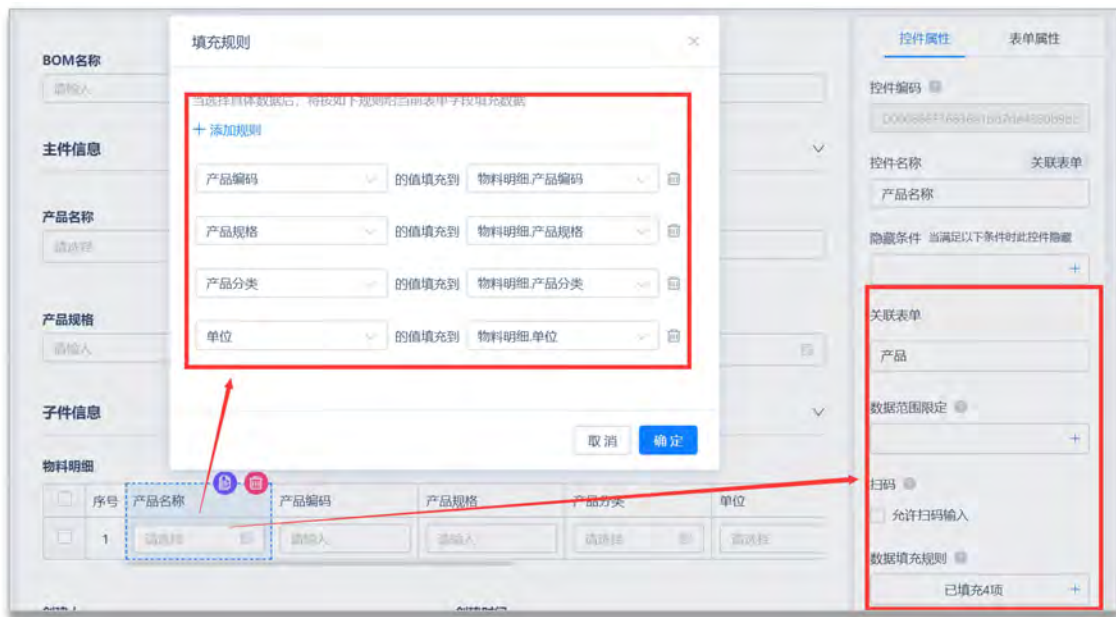 填充规则
当选择具体数据后，将按如下规则给当前表单字段填充数据
添加规则
产品编码 的值填充到 物料明细.产品编码
产品规格 的值填充到 物料明细.产品规格
产品分类 的值填充到 物料明细.产品分类
单位 的值填充到 物料明细.单位
取消 确定
BOM名称
请输入
主件信息
产品名称
请选择
产品规格
请输入
子件信息
物料明细
序号 产品名称 产品编码 产品规格 产品分类 单位
1 请选择 请输入 请输入 请选择 请选择
创建时间
控件属性 表单属性
控件编码
控件名称 关联表单
产品名称
隐藏条件 当满足以下条件时此控件隐藏
关联表单
产品
数据范围限定
扫码
允许扫码输入
数据填充规则
已填充4项